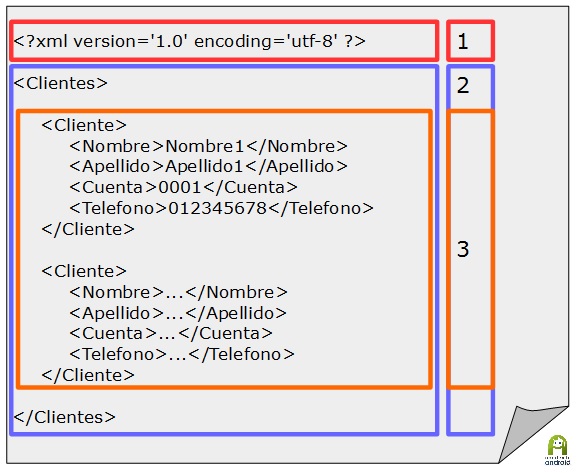 <?xml version='1.0' encoding='utf-8' ?>
1
<Clientes>
2
<Cliente>
<Nombre>Nombre1</Nombre>
<Apellido>Apellido1</Apellido>
<Cuenta>0001</Cuenta>
<Telefono>012345678</Telefono>
</Cliente>
3
<Cliente>
<Nombre>...</Nombre>
<Apellido>...</Apellido>
<Cuenta>...</Cuenta>
<Telefono>...</Telefono>
</Cliente>
</Clientes>
android